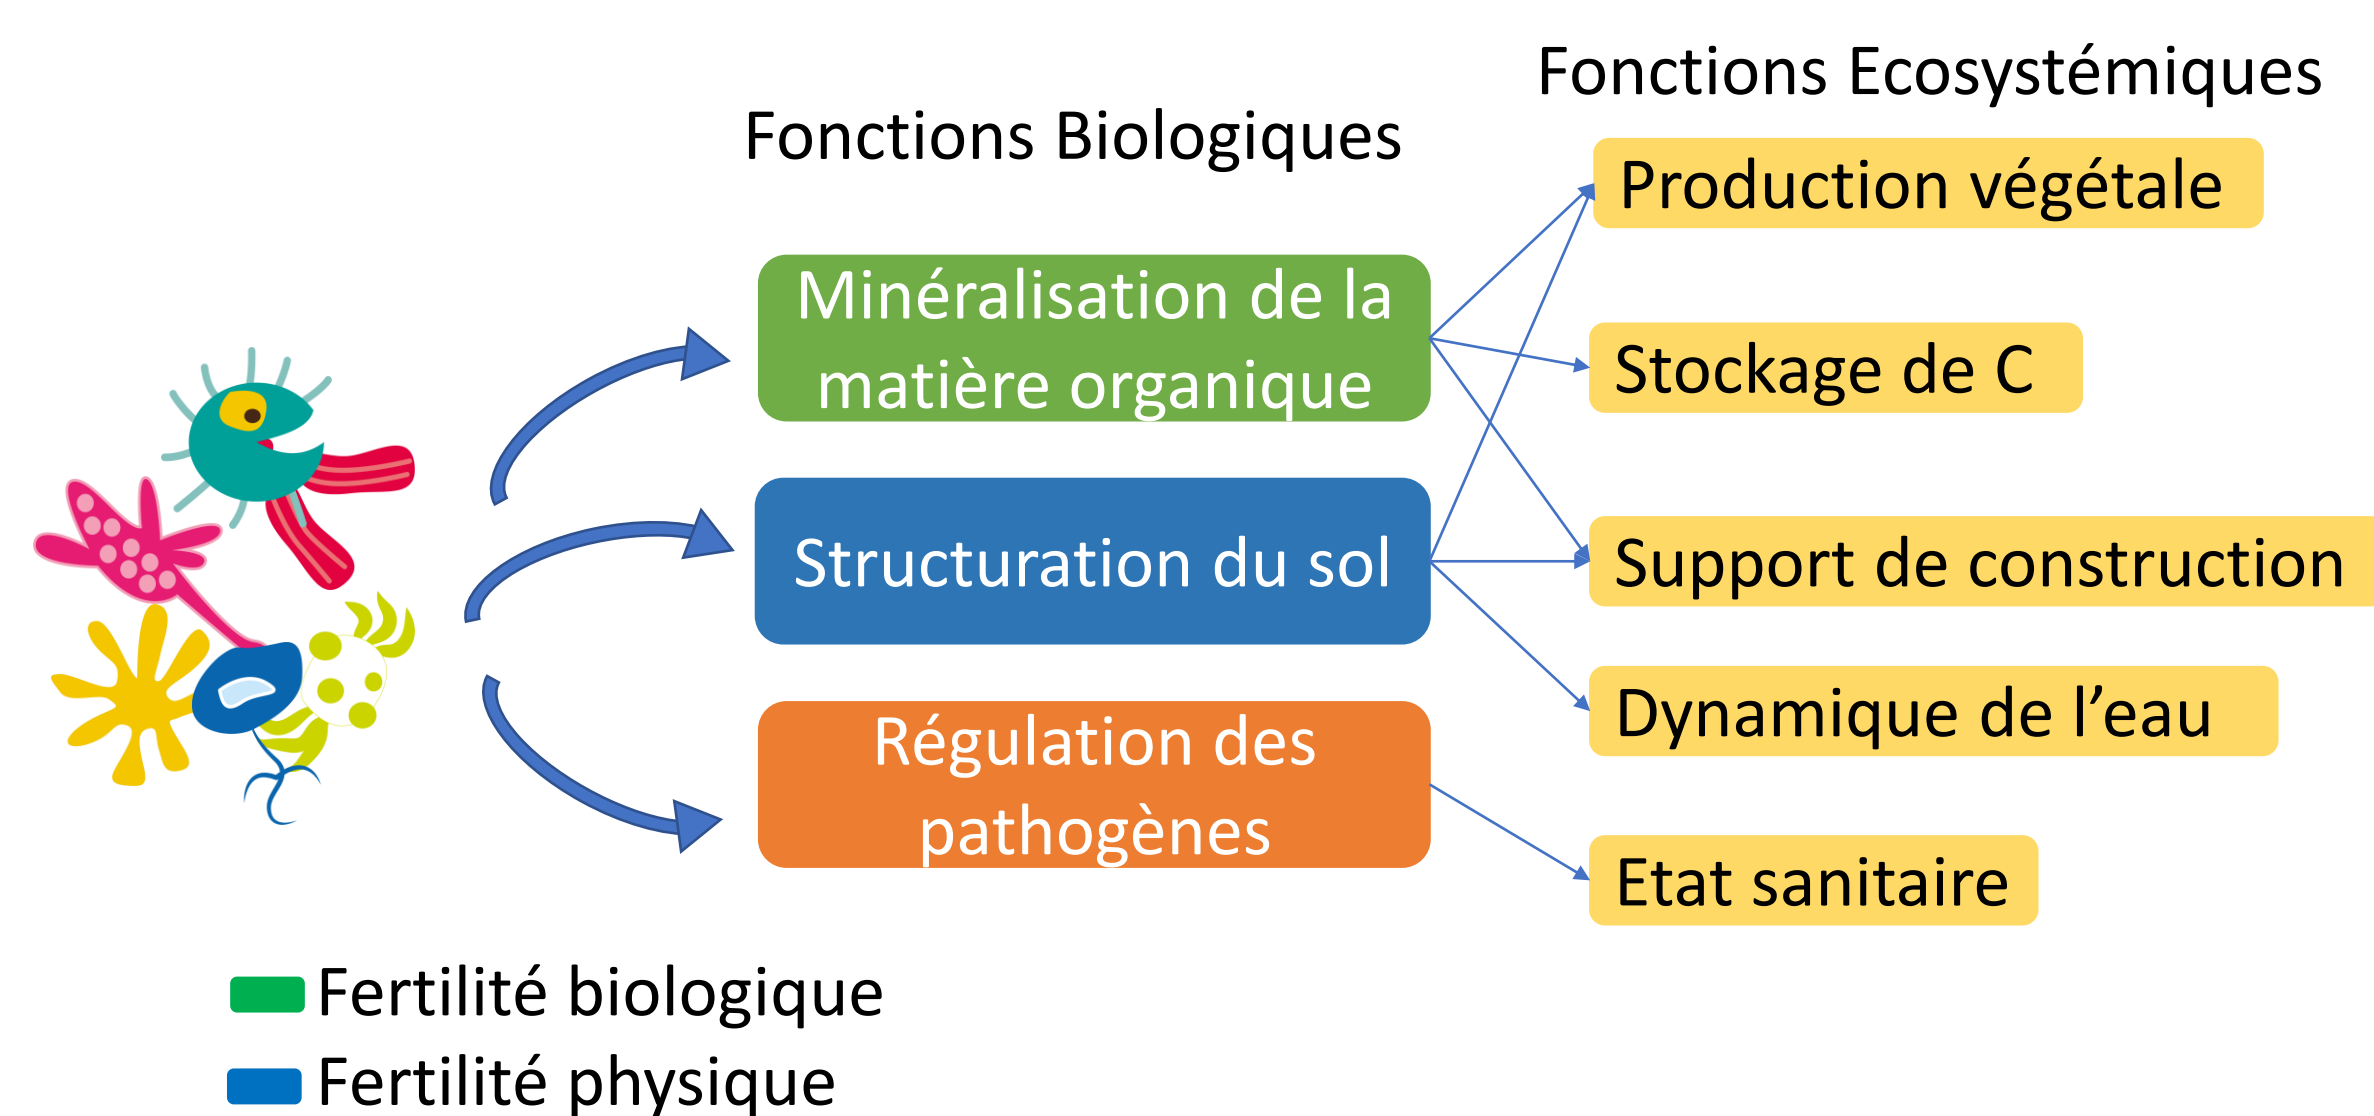 Fonctions Ecosystémiques
Fonctions Biologiques
Production végétale
Minéralisation de la
matière organique
Stockage de C
Structuration du sol
Support de construction
Régulation des
pathogènes
Dynamique de l’eau
Etat sanitaire
Fertilité biologique
Fertilité physique